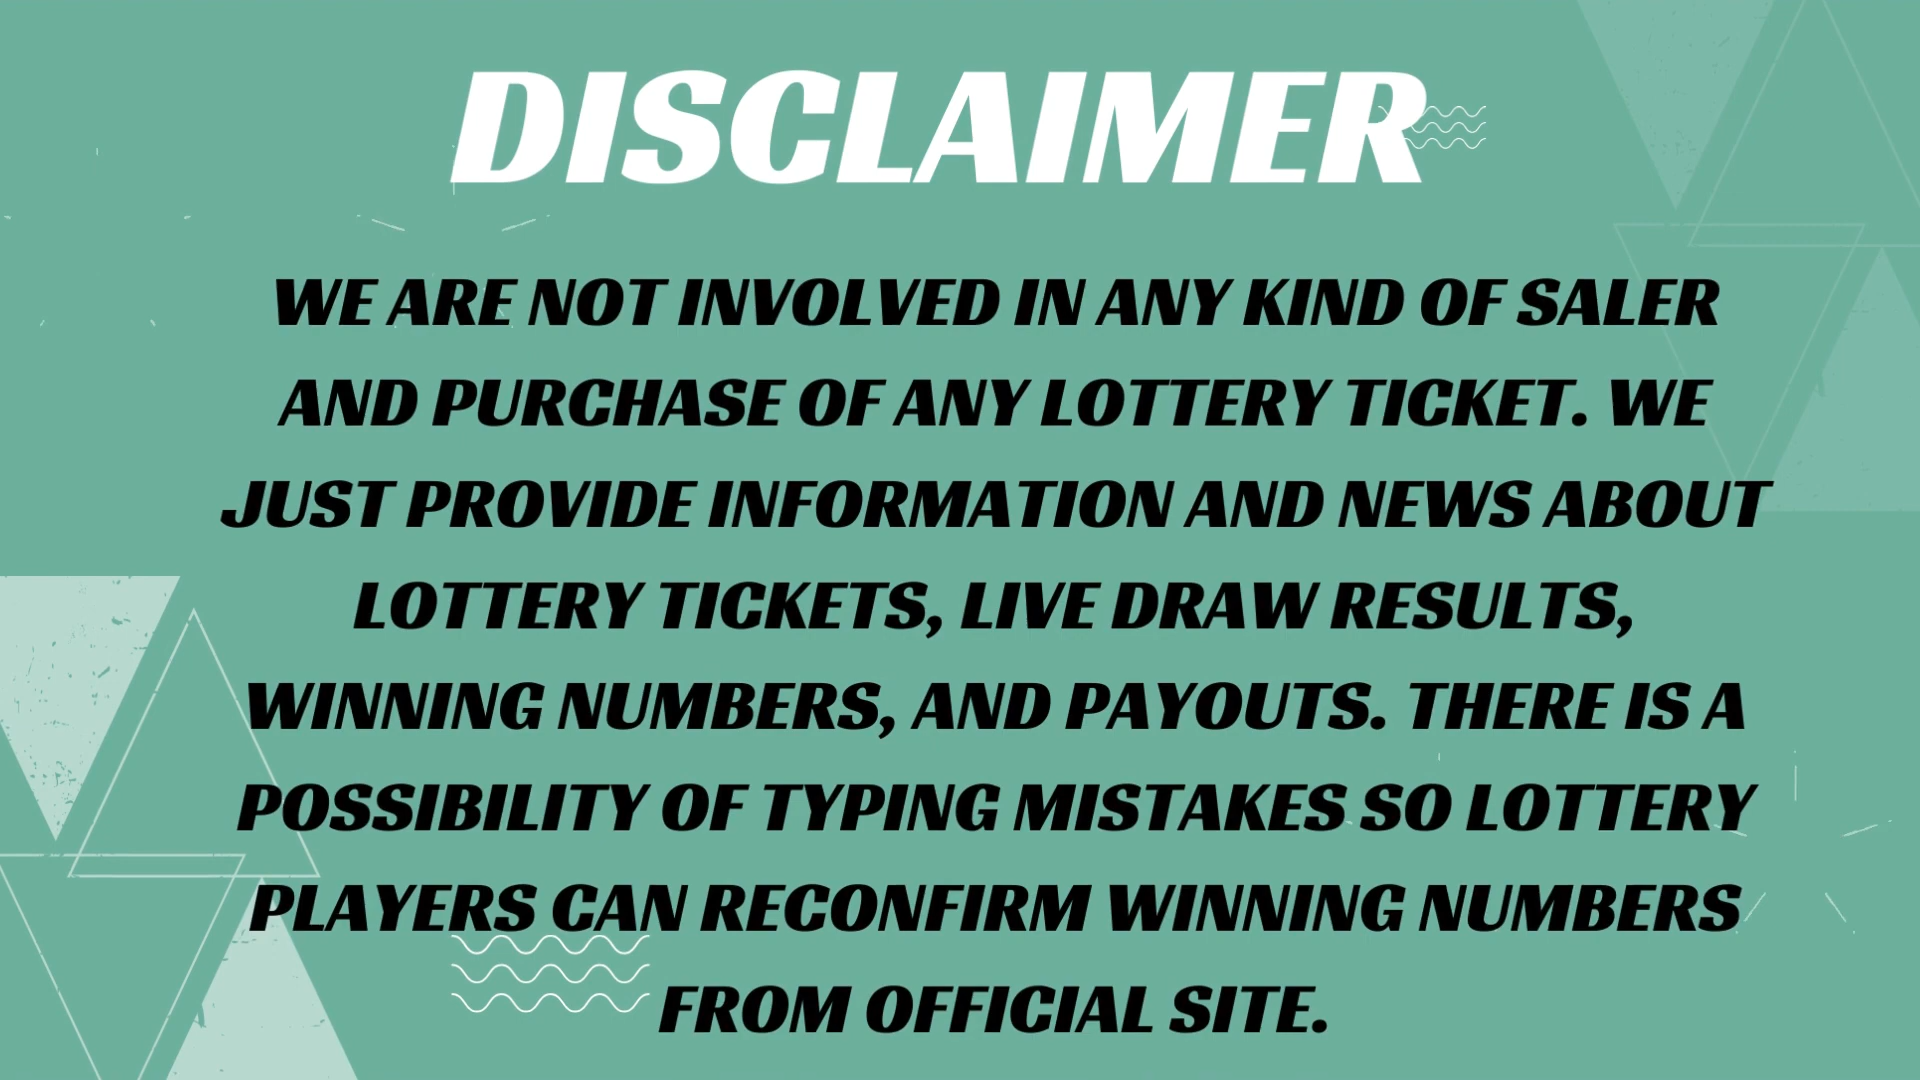 DISCLAIMER
WE ARE NOT INVOLVED IN ANY KIND OF SALER
AND PURCHASE OF ANY LOTTERY TICKET. WE
JUST PROVIDE INFORMATION AND NEWS ABOUT
LOTTERY TICKETS, LIVE DRAW RESULTS,
WINNING NUMBERS, AND PAYOUTS. THERE IS A
POSSIBILITY OF TYPING MISTAKES SO LOTTERY
PLAYERS CAN RECONFIRM WINNING NUMBERS
FROM OFFICIAL SITE.